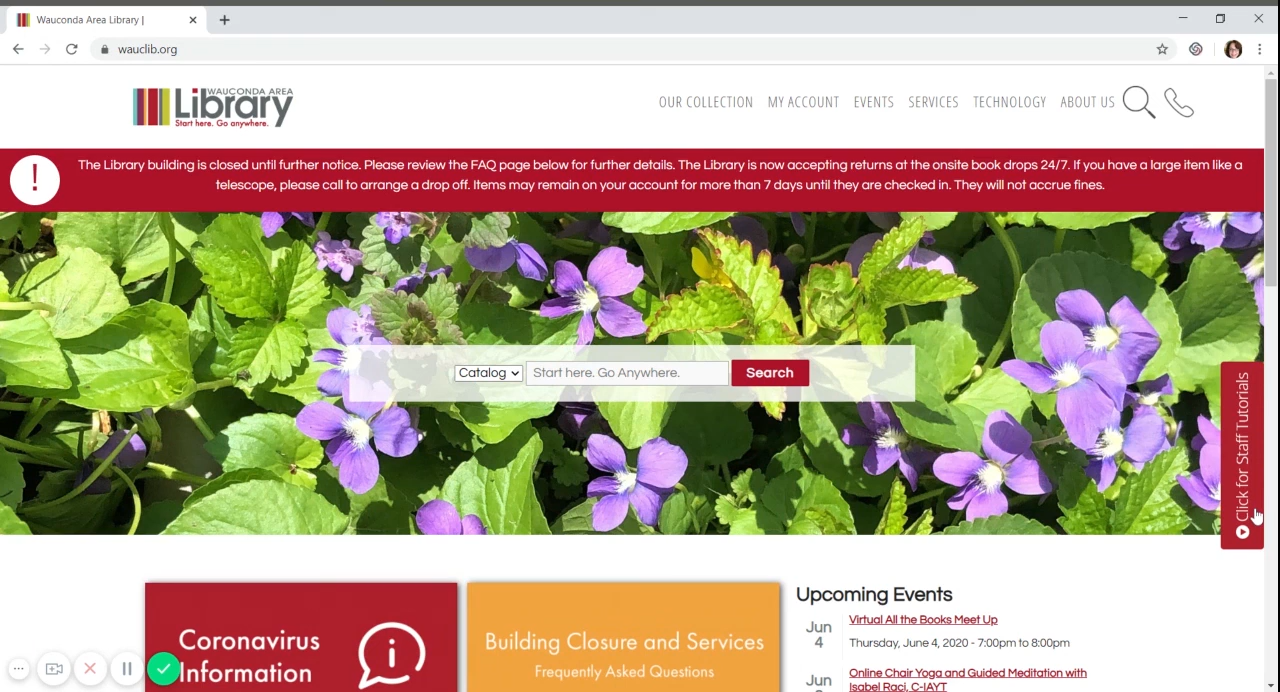 Wauconda Area Library |
wauclib.org
WAUCONDA AREA
Library
Start here. Go anywhere.
OUR COLLECTION MY ACCOUNT EVENTS SERVICES TECHNOLOGY ABOUT US
! The Library building is closed until further notice. Please review the FAQ page below for further details. The Library is now accepting returns at the onsite book drops 24/7. If you have a large item like a
telescope, please call to arrange a drop off. Items may remain on your account for more than 7 days until they are checked in. They will not accrue fines.
Catalog Start here. Go Anywhere. Search
Click for Staff Tutorials
Coronavirus
Information
i
Building Closure and Services
Frequently Asked Questions
Upcoming Events
Jun
4
Virtual All the Books Meet Up
Thursday, June 4, 2020 - 7:00pm to 8:00pm
Jun
Online Chair Yoga and Guided Meditation with
Isabel Raci, C-IAYT